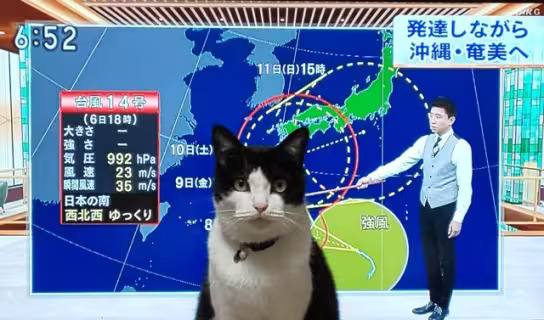 6:52
発達しながら
沖縄・奄美へ
11日(日)15時
台風14号
(6日18時)
大きさ ー
強さ ー
気圧 992 hPa
風速 23 m/s
瞬間風速 35 m/s
日本の南
西北西 ゆっくり
10日(土)
9日(金)
8
強風